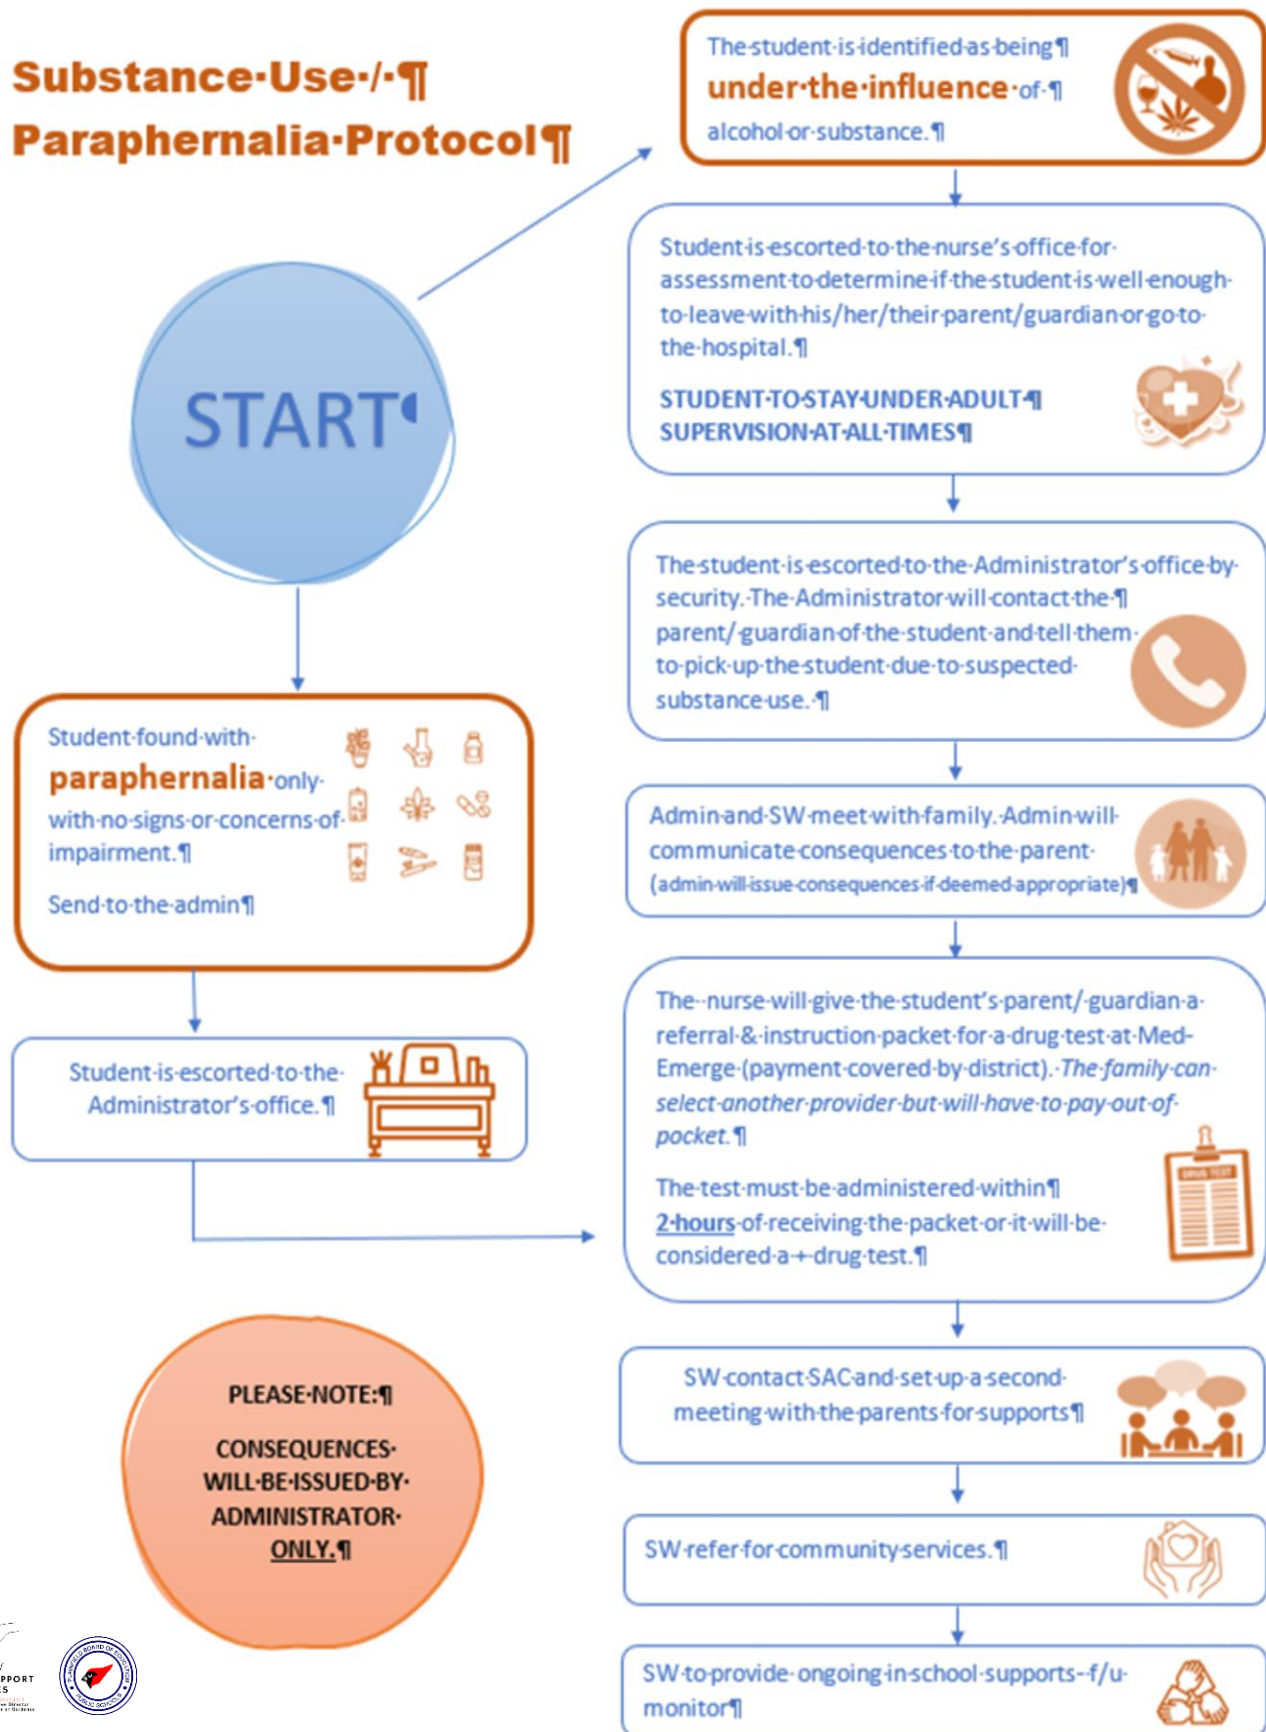 Substance·Use·/·¶
Paraphernalia·Protocol¶
START
The·student·is·identified·as·being¶
under·the·influence·of·¶
alcohol·or·substance.¶
Student·is·escorted·to·the·nurse's·office·for·
assessment·to·determine·if·the·student·is·well·enough·
to·leave·with·his/her/their·parent/guardian·or·go·to·
the·hospital.¶
STUDENT·TO·STAY·UNDER·ADULT·¶
SUPERVISION·AT·ALL·TIMES¶
The·student·is·escorted·to·the·Administrator's·office·by·
security.·The·Administrator·will·contact·the·¶
parent/·guardian·of·the·student·and·tell·them·
to·pick·up·the·student·due·to·suspected·
substance·use.·¶
Admin·and·SW·meet·with·family.·Admin·will·
communicate·consequences·to·the·parent·
(admin·will·issue·consequences·if·deemed·appropriate)¶
The··nurse·will·give·the·student's·parent/·guardian·a·
referral·&·instruction·packet·for·a·drug·test·at·Med-
Emerge·(payment·covered·by·district).·The·family·can·
select·another·provider·but·will·have·to·pay·out·of·
pocket.¶
The·test·must·be·administered·within¶
2·hours·of·receiving·the·packet·or·it·will·be·
considered·a·+·drug·test.¶
DRUG TEST
SW·contact·SAC·and·set·up·a·second·
meeting·with·the·parents·for·supports¶
SW·refer·for·community·services.¶
SW·to·provide··ongoing·in·school·supports·-f/u·
monitor¶
Student·found·with·
paraphernalia·only·
with·no·signs·or·concerns·of·
impairment.¶
Send·to·the·admin¶
Student·is·escorted·to·the·
Administrator's·office.¶
PLEASE·NOTE:¶
CONSEQUENCES·
WILL·BE·ISSUED·BY·
ADMINISTRATOR·
ONLY.¶
PPORT
ES
PLAINFIELD BOARD OF EDUCATION
PUBLIC SCHOOLS